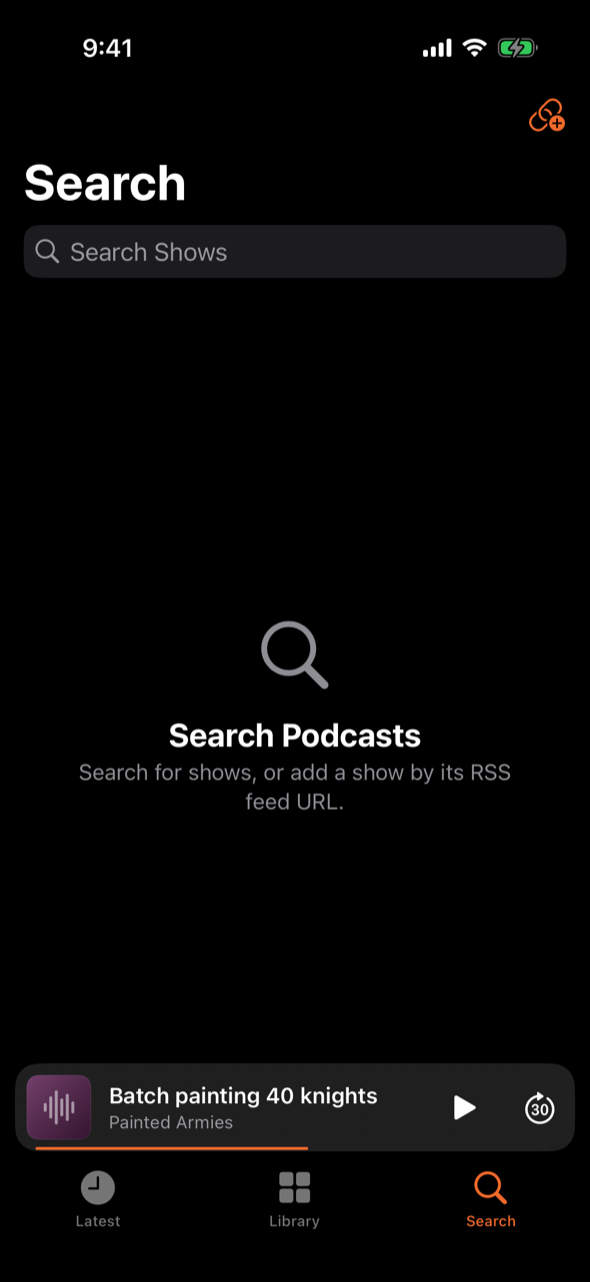 9:41
Search
Search Shows
Search Podcasts
Search for shows, or add a show by its RSS
feed URL.
Batch painting 40 knights
Painted Armies
30
Latest
Library
Search